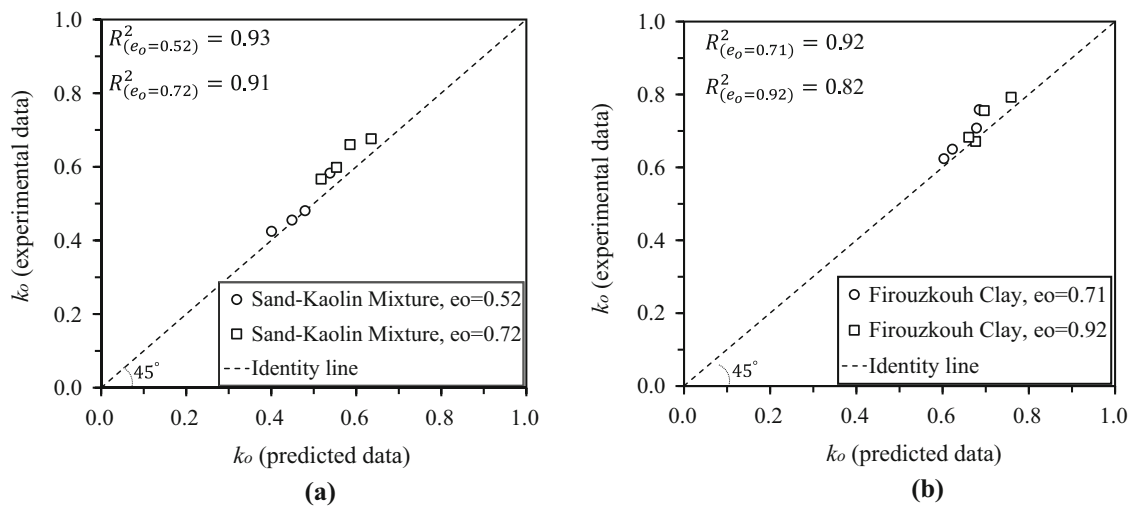 1.0
R²(eₒ=0.52) = 0.93
R²(eₒ=0.72) = 0.91
0.8
0.6
0.4
0.2
0.0
kₒ (experimental data)
Sand-Kaolin Mixture, eo=0.52
Sand-Kaolin Mixture, eo=0.72
Identity line
45°
0.0 0.2 0.4 0.6 0.8 1.0
kₒ (predicted data)
(a)
1.0
R²(eₒ=0.71) = 0.92
R²(eₒ=0.92) = 0.82
0.8
0.6
0.4
0.2
0.0
kₒ (experimental data)
Firouzkouh Clay, eo=0.71
Firouzkouh Clay, eo=0.92
Identity line
45°
0.0 0.2 0.4 0.6 0.8 1.0
kₒ (predicted data)
(b)